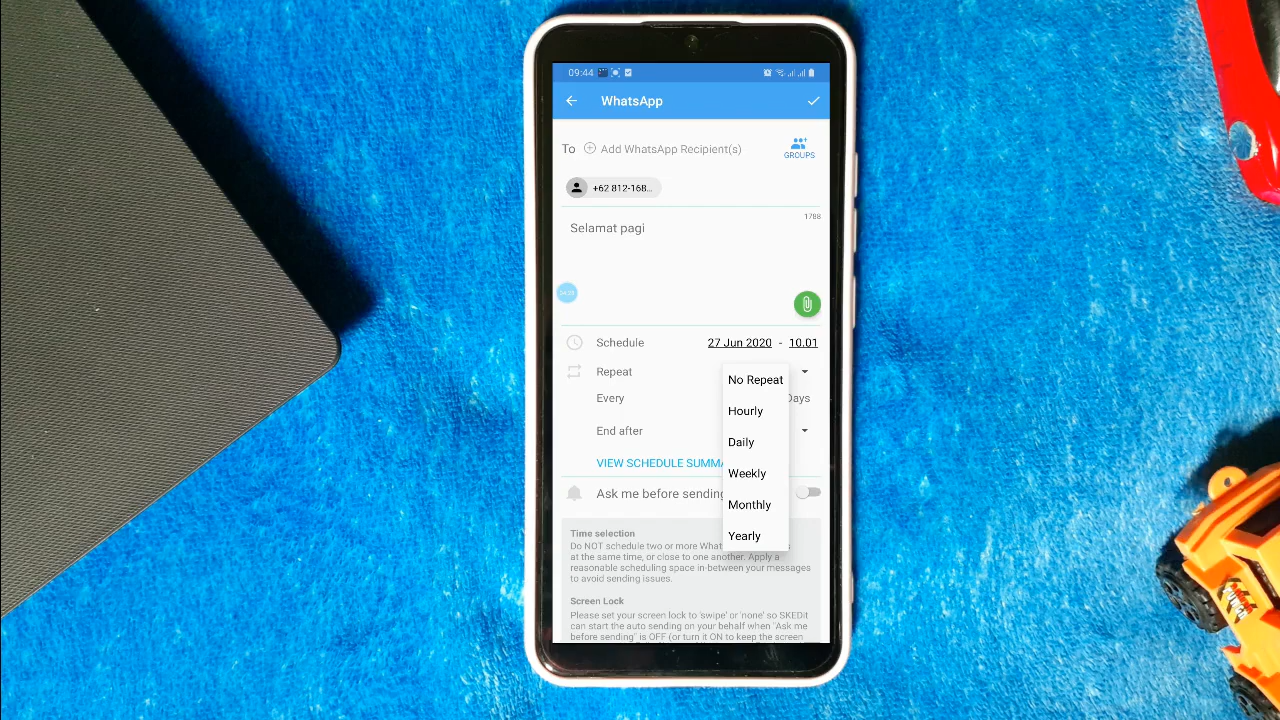 09:44
WhatsApp
To Add WhatsApp Recipient(s)
GROUPS
+62 812-168...
1788
Selamat pagi
Schedule 27 Jun 2020 - 10.01
Repeat
No Repeat
Every Days
Hourly
End after
Daily
VIEW SCHEDULE SUMMA
Weekly
Ask me before sending
Monthly
Yearly
Time selection
Do NOT schedule two or more What
at the same time, or close to one another. Apply a
reasonable scheduling space in-between your messages
to avoid sending issues.
Screen Lock
Please set your screen lock to 'swipe' or 'none' so SKEDit
can start the auto sending on your behalf when "Ask me
before sending" is OFF (or turn it ON to keep the screen